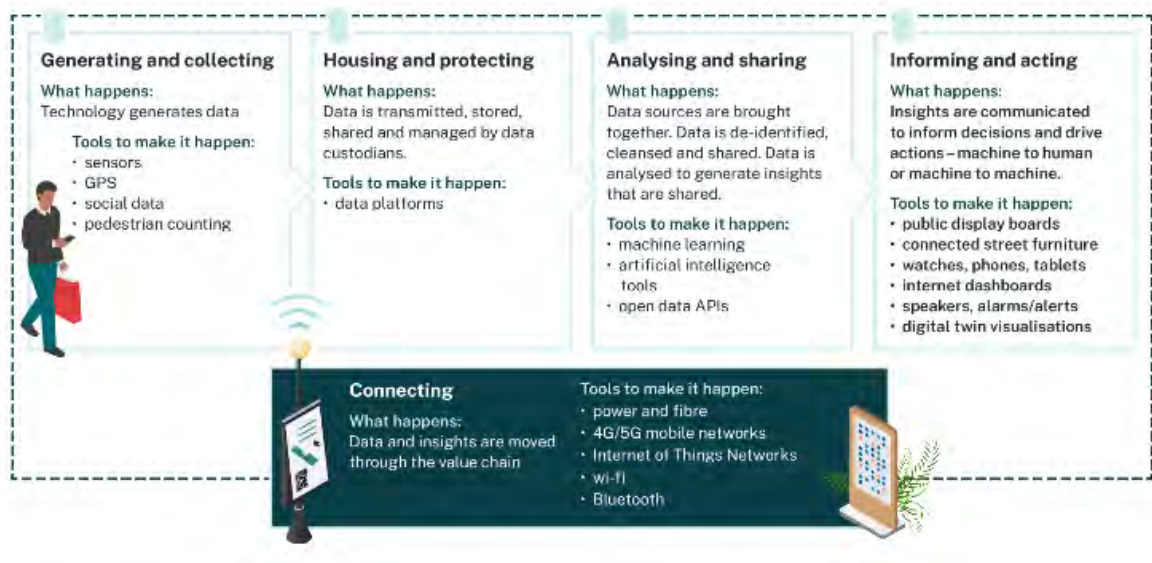 Generating and collecting
What happens:
Technology generates data
Tools to make it happen:
• sensors
• GPS
• social data
• pedestrian counting
Housing and protecting
What happens:
Data is transmitted, stored,
shared and managed by data
custodians.
Tools to make it happen:
• data platforms
Analysing and sharing
What happens:
Data sources are brought
together. Data is de-identified,
cleansed and shared. Data is
analysed to generate insights
that are shared.
Tools to make it happen:
• machine learning
• artificial intelligence
tools
• open data APIs
Informing and acting
What happens:
Insights are communicated
to inform decisions and drive
actions – machine to human
or machine to machine.
Tools to make it happen:
• public display boards
• connected street furniture
• watches, phones, tablets
• internet dashboards
• speakers, alarms/alerts
• digital twin visualisations
Connecting
What happens:
Data and insights are moved
through the value chain
Tools to make it happen:
• power and fibre
• 4G/5G mobile networks
• Internet of Things Networks
• wi-fi
• Bluetooth